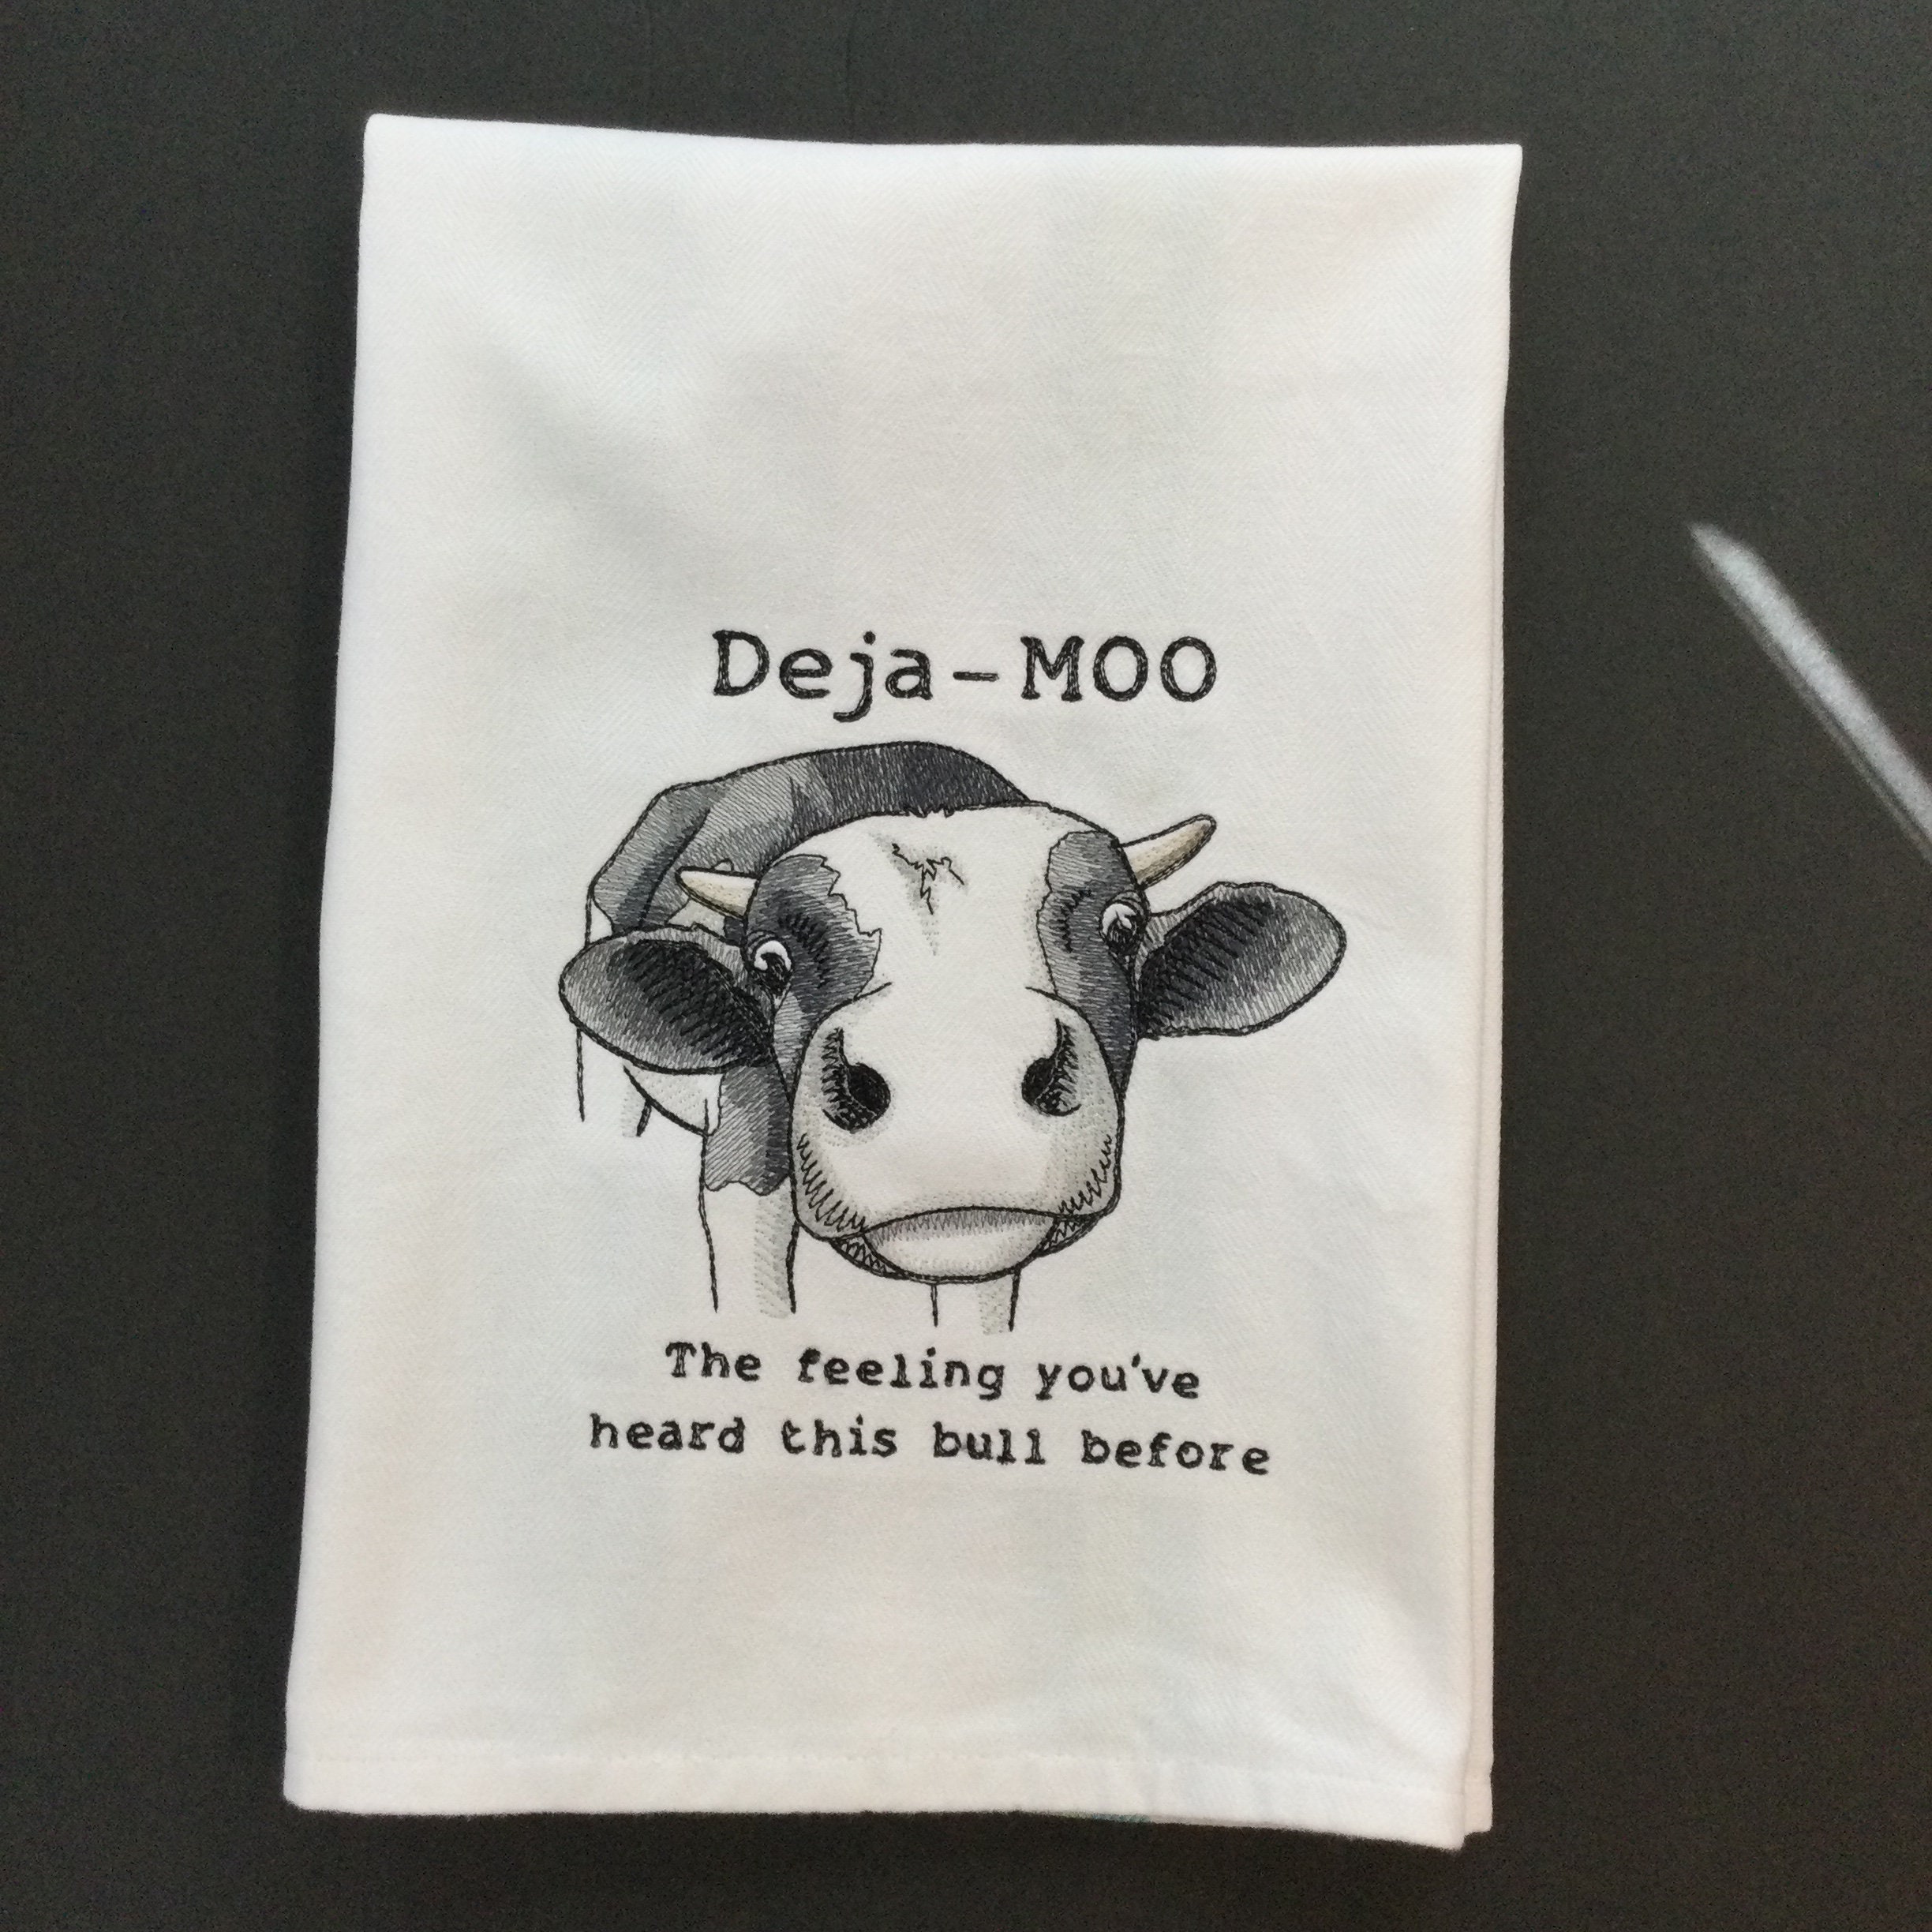 Deja-MOO
The feeling you've
heard this bull before